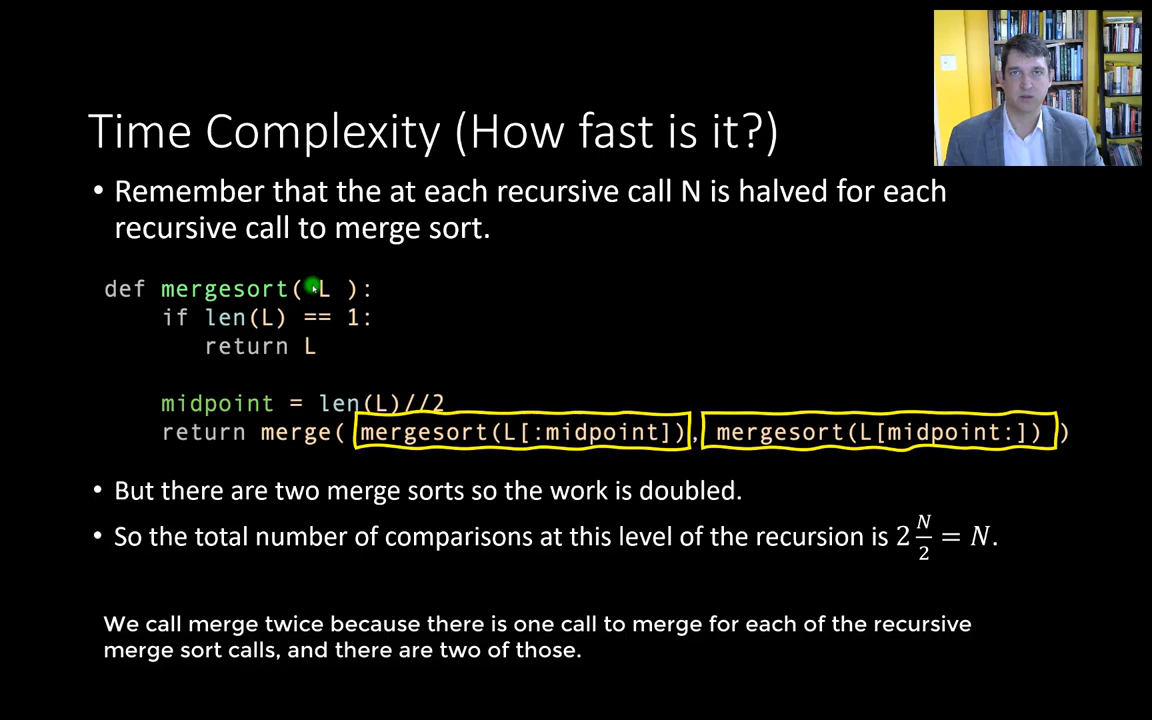 Time Complexity (How fast is it?)
• Remember that the at each recursive call N is halved for each
recursive call to merge sort.
def mergesort( L ):
if len(L) == 1:
return L
midpoint = len(L)//2
return merge( mergesort(L[:midpoint]), mergesort(L[midpoint:]) )
• But there are two merge sorts so the work is doubled.
• So the total number of comparisons at this level of the recursion is 2 N/2 = N.
We call merge twice because there is one call to merge for each of the recursive
merge sort calls, and there are two of those.